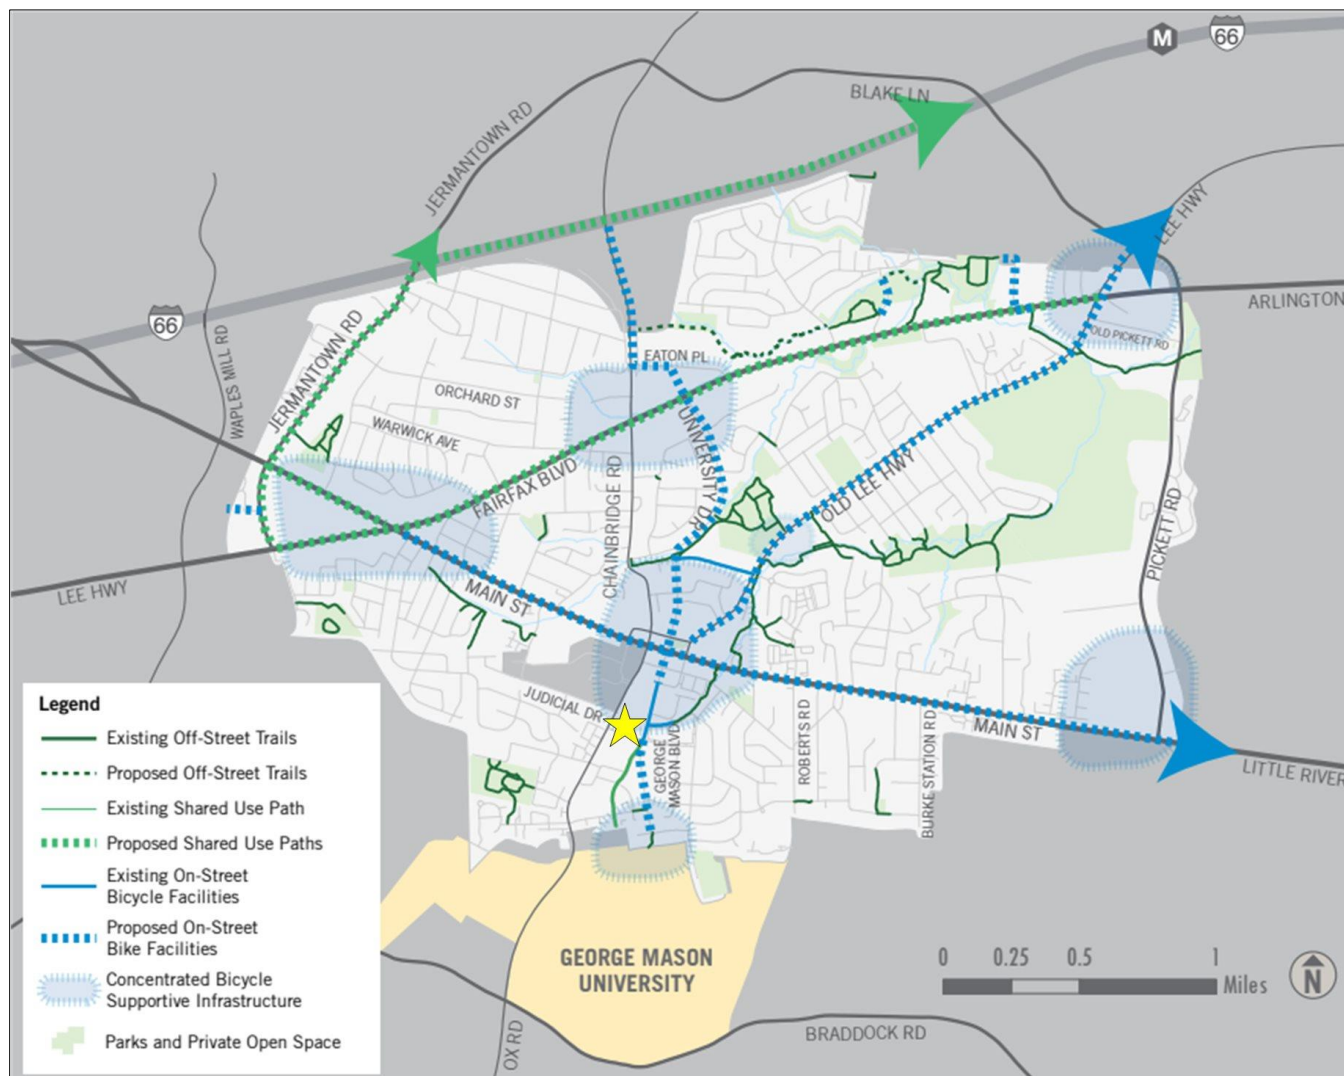 M
66
BLAKE LN
JERMANTOWN RD
LEE HWY
ARLINGTON
66
WAPLES MILL RD
JERMANTOWN RD
OLD PICKETT RD
EATON PL
ORCHARD ST
WARWICK AVE
UNIVERSITY DR
FAIRFAX BLVD
CHAINBRIDGE RD
OLD LEE HWY
PICKETT RD
LEE HWY
MAIN ST
JUDICIAL DR
GEORGE
MASON BLVD
ROBERTS RD
BURKE STATION RD
MAIN ST
LITTLE RIVER
Legend
Existing Off-Street Trails
Proposed Off-Street Trails
Existing Shared Use Path
Proposed Shared Use Paths
Existing On-Street
Bicycle Facilities
Proposed On-Street
Bike Facilities
Concentrated Bicycle
Supportive Infrastructure
Parks and Private Open Space
GEORGE MASON
UNIVERSITY
OX RD
BRADDOCK RD
0 0.25 0.5 1
Miles
N